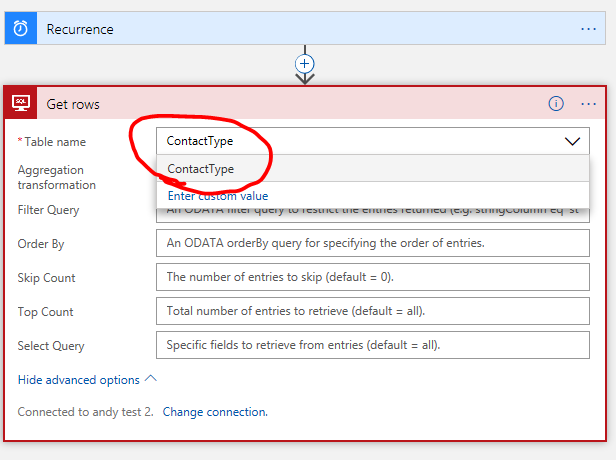 Recurrence
SQL
Get rows
* Table name
ContactType
ContactType
Enter custom value
Aggregation
transformation
Filter Query
An ODATA filter query to restrict the entries returned (e.g. stringColumn eq 'st
Order By
An ODATA orderBy query for specifying the order of entries.
Skip Count
The number of entries to skip (default = 0).
Top Count
Total number of entries to retrieve (default = all).
Select Query
Specific fields to retrieve from entries (default = all).
Hide advanced options
Connected to andy test 2. Change connection.